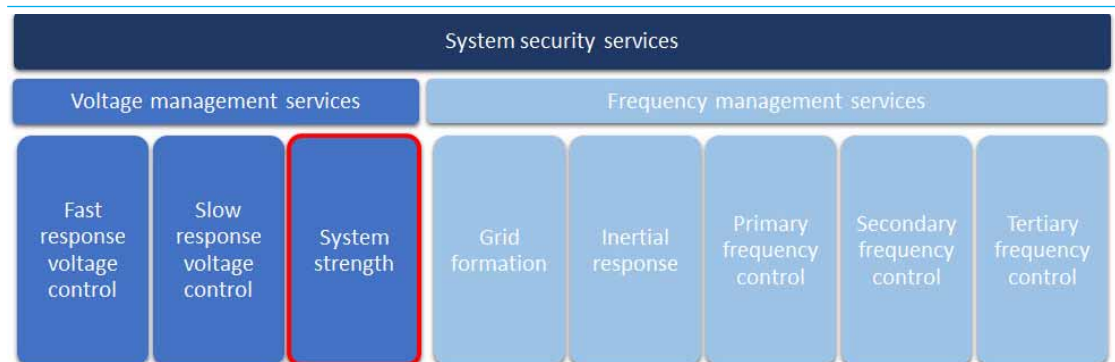 System security services
Voltage management services
Frequency management services
Fast
response
voltage
control
Slow
response
voltage
control
System
strength
Grid
formation
Inertial
response
Primary
frequency
control
Secondary
frequency
control
Tertiary
frequency
control